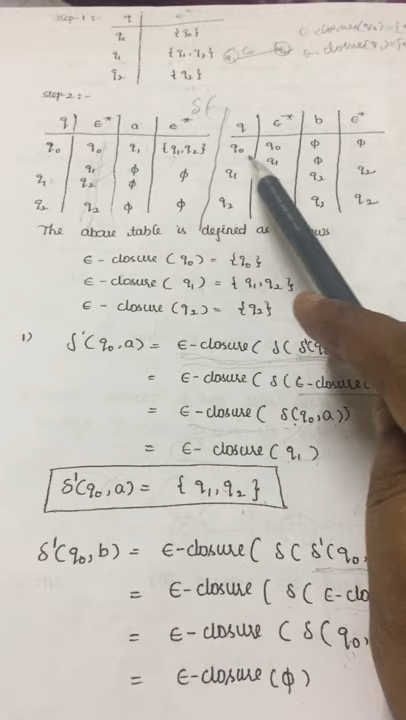 step-1:- q ε*
q0 {q0}
q1 {q1,q2}
q2 {q2}
step-2:-
q ε* a ε* q ε* b ε*
q0 q0 q1 {q1,q2} q0 q0 ϕ ϕ
q1 q1 ϕ ϕ q1 q1 ϕ q2
q2 ϕ q2
q2 q2 ϕ ϕ q2 q2 q2
The above table is defined as
ε-closure(q0) = {q0}
ε-closure(q1) = {q1,q2}
ε-closure(q2) = {q2}
1) δ'(q0,a) = ε-closure(δ(δ'(q0
= ε-closure(δ(ε-closure(
= ε-closure(δ(q0,a))
= ε-closure(q1)
δ'(q0,a) = {q1,q2}
δ'(q0,b) = ε-closure(δ(δ'(q0,
= ε-closure(δ(ε-clo
= ε-closure(δ(q0,
= ε-closure(ϕ)